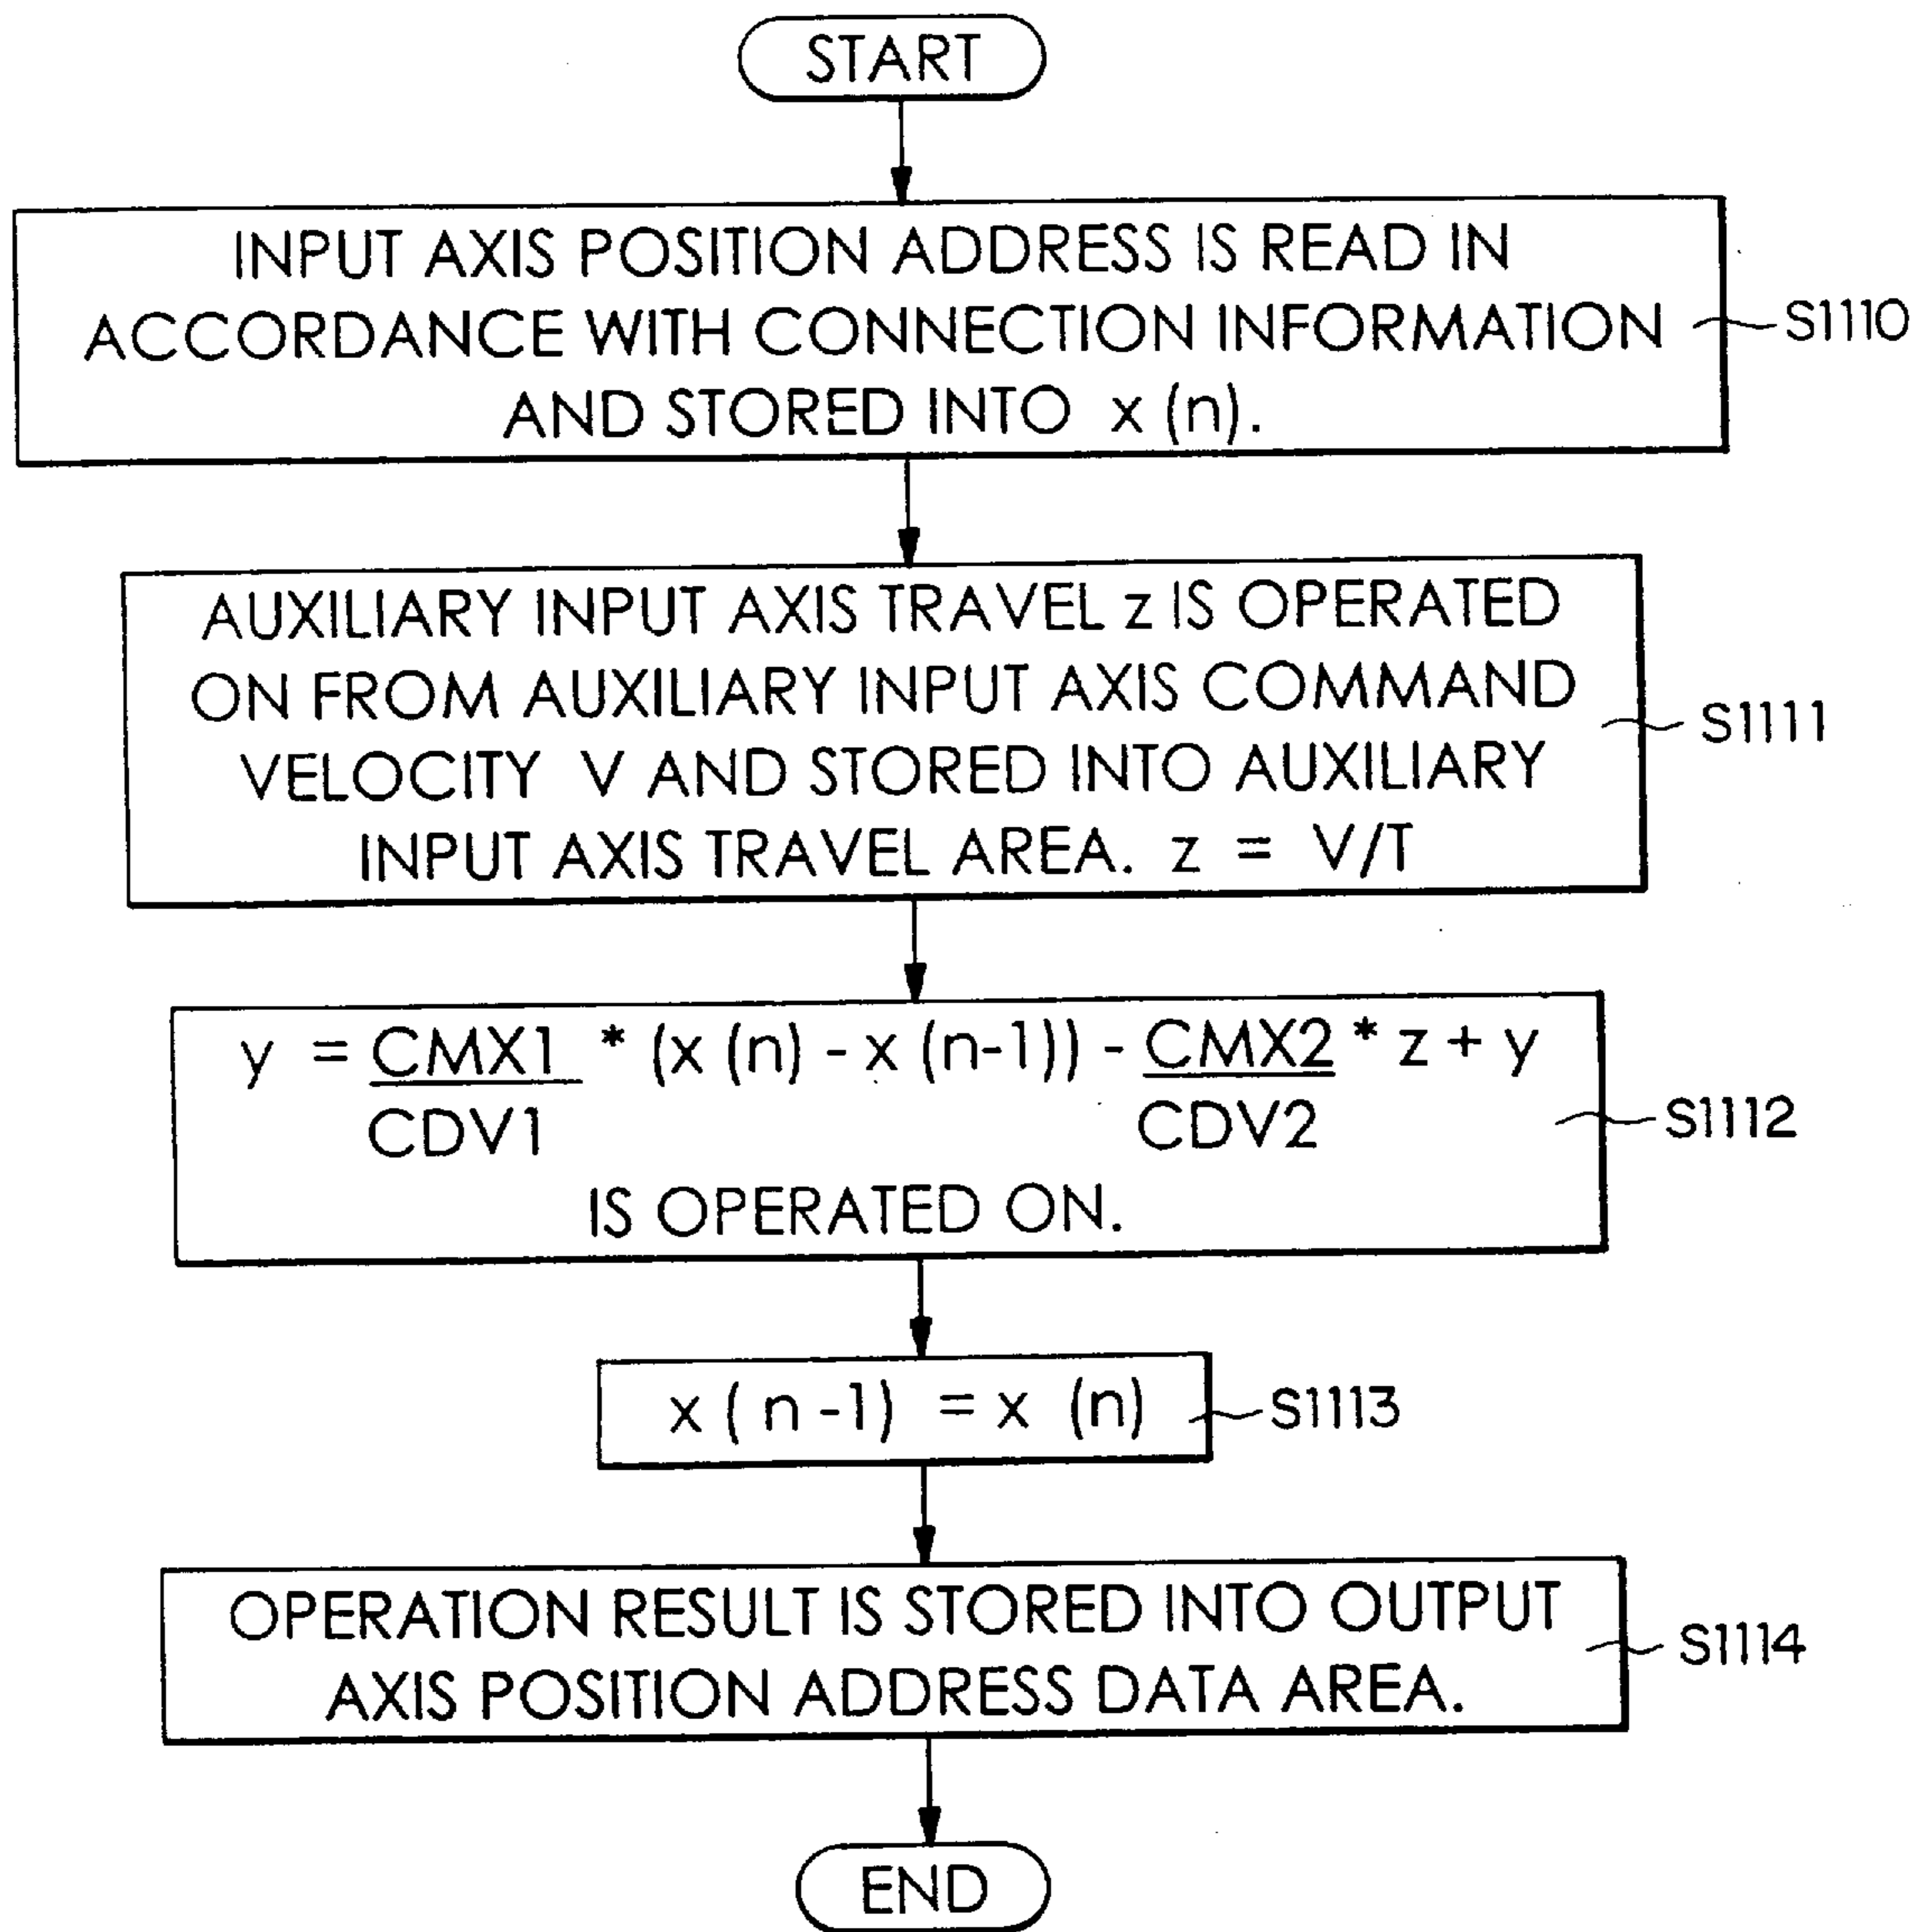 START
INPUT AXIS POSITION ADDRESS IS READ IN
ACCORDANCE WITH CONNECTION INFORMATION
AND STORED INTO x (n).
S1110
AUXILIARY INPUT AXIS TRAVEL z IS OPERATED
ON FROM AUXILIARY INPUT AXIS COMMAND
VELOCITY V AND STORED INTO AUXILIARY
INPUT AXIS TRAVEL AREA. z = V/T
S1111
y = CMX1 * (x (n) - x (n-1)) - CMX2 * z + y
CDV1 CDV2
IS OPERATED ON.
S1112
x (n-1) = x (n)
S1113
OPERATION RESULT IS STORED INTO OUTPUT
AXIS POSITION ADDRESS DATA AREA.
S1114
END